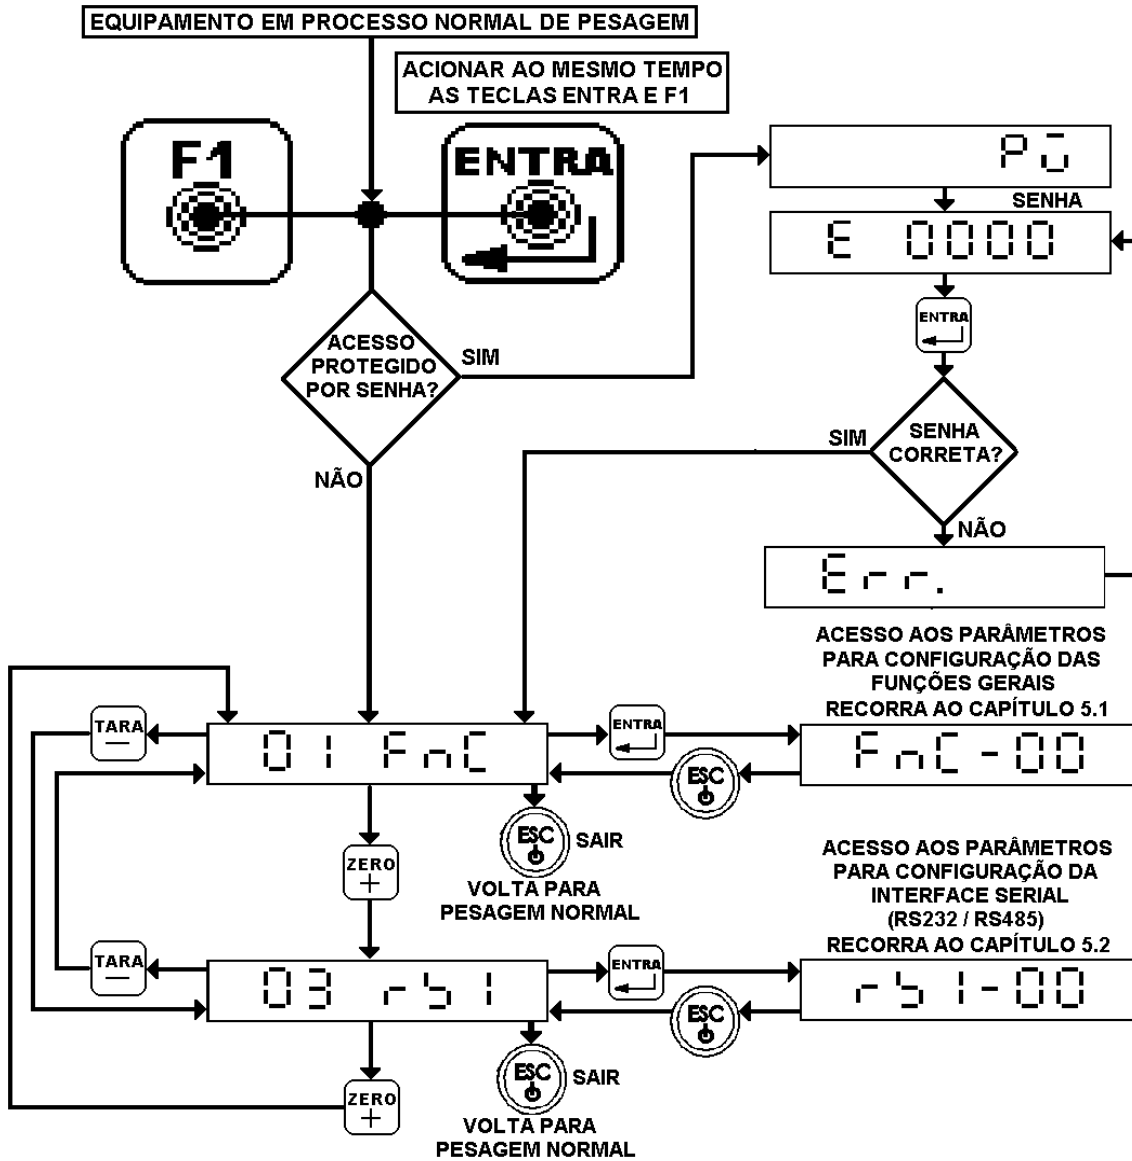 EQUIPAMENTO EM PROCESSO NORMAL DE PESAGEM
ACIONAR AO MESMO TEMPO
AS TECLAS ENTRA E F1
F1
ENTRA
SENHA
E 0000
ENTRA
ACESSO
PROTEGIDO
POR SENHA?
SIM
NÃO
SENHA
CORRETA?
SIM
NÃO
Err.
ACESSO AOS PARÂMETROS
PARA CONFIGURAÇÃO DAS
FUNÇÕES GERAIS
RECORRA AO CAPÍTULO 5.1
TARA
−
01 FnC
ENTRA
FnC-00
ESC
ESC
SAIR
VOLTA PARA
PESAGEM NORMAL
ZERO
+
ACESSO AOS PARÂMETROS
PARA CONFIGURAÇÃO DA
INTERFACE SERIAL
(RS232 / RS485)
RECORRA AO CAPÍTULO 5.2
TARA
−
03 rS1
ENTRA
rS1-00
ESC
ESC
SAIR
VOLTA PARA
PESAGEM NORMAL
ZERO
+